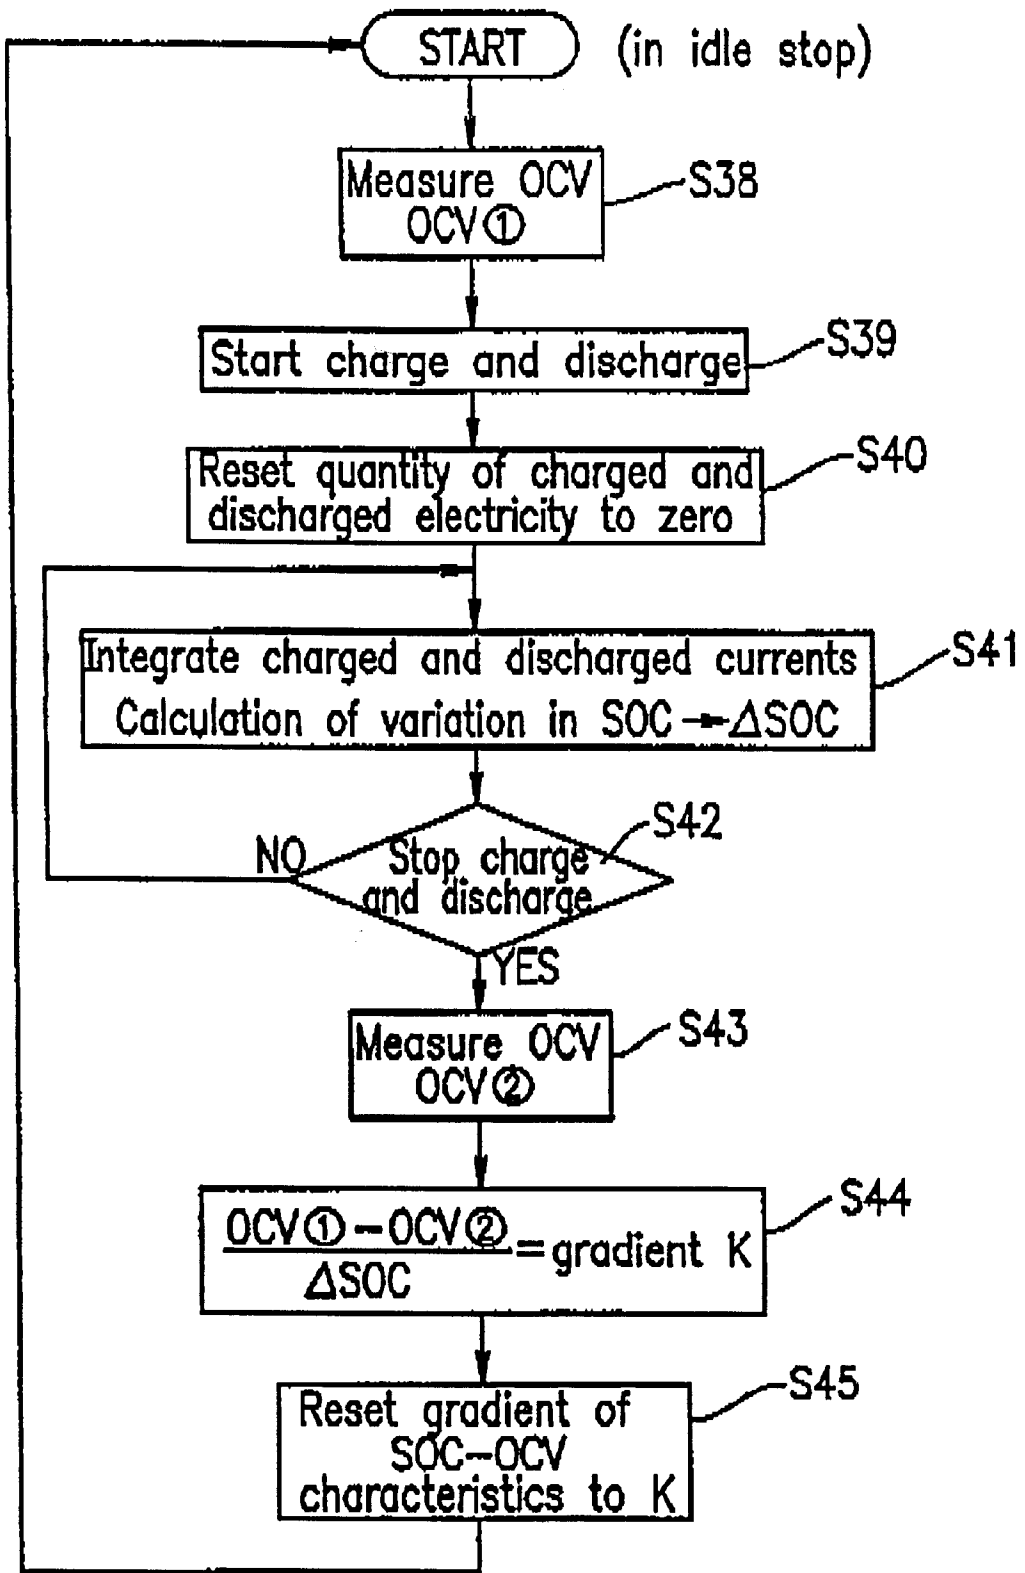 START (in idle stop)
Measure OCV
OCV①
S38
Start charge and discharge
S39
Reset quantity of charged and
discharged electricity to zero
S40
Integrate charged and discharged currents
Calculation of variation in SOC → ΔSOC
S41
Stop charge
and discharge
S42
NO
YES
Measure OCV
OCV②
S43
OCV① – OCV②
ΔSOC
= gradient K
S44
Reset gradient of
SOC–OCV
characteristics to K
S45